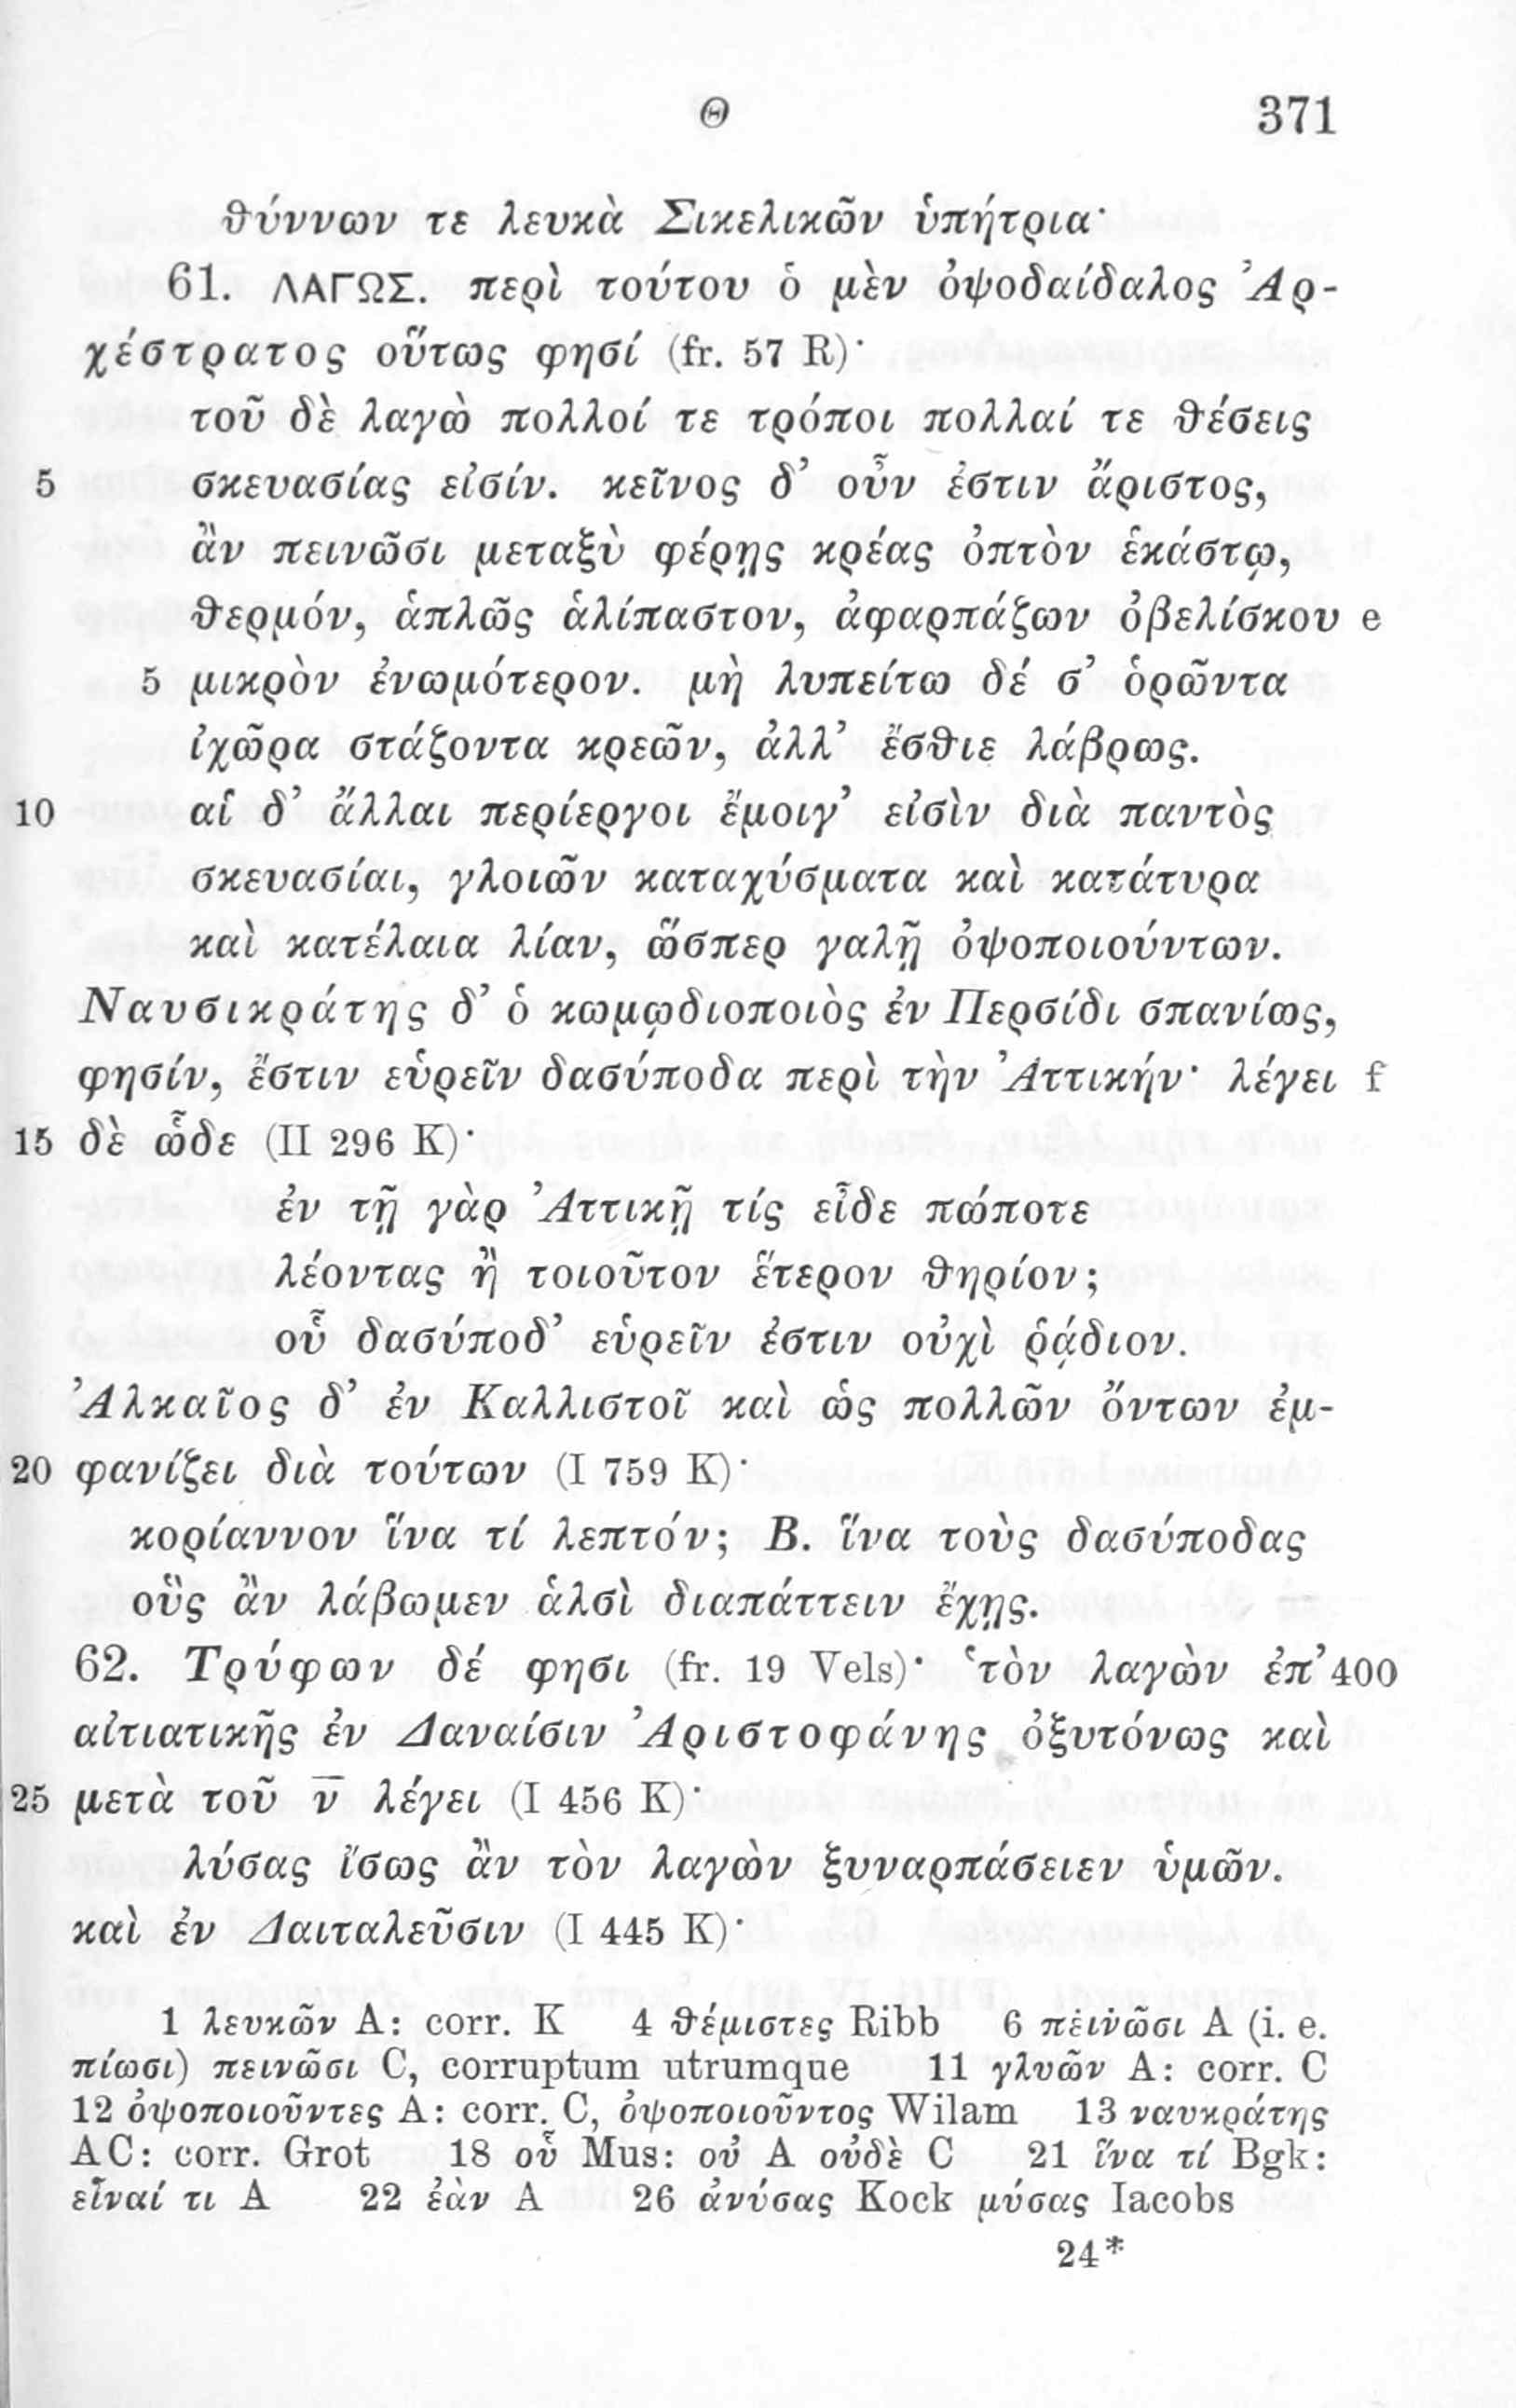 Θ 371
θύννων τε λευκὰ Σικελικῶν ὑπήτρια·
61. ΛΑΓΩΣ. περὶ τούτου ὁ μὲν ὀψοδαίδαλος Ἀρ-
χέστρατος οὕτως φησί (fr. 57 R)·
τοῦ δὲ λαγὼ πολλοί τε τρόποι πολλαί τε θέσεις
5 σκευασίας εἰσίν. κεῖνος δ’ οὖν ἐστιν ἄριστος,
ἂν πεινῶσι μεταξὺ φέρῃς κρέας ὀπτὸν ἑκάστῳ,
θερμόν, ἁπλῶς ἁλίπαστον, ἀφαρπάζων ὀβελίσκου e
5 μικρὸν ἐνωμότερον. μὴ λυπείτω δέ σ’ ὁρῶντα
ἰχῶρα στάζοντα κρεῶν, ἀλλ’ ἔσθιε λάβρως.
10 αἱ δ’ ἄλλαι περίεργοι ἔμοιγ’ εἰσὶν διὰ παντὸς
σκευασίαι, γλοιῶν καταχύσματα καὶ κατάτυρα
καὶ κατέλαια λίαν, ὥσπερ γαλῇ ὀψοποιούντων.
Ναυσικράτης δ’ ὁ κωμῳδιοποιὸς ἐν Περσίδι σπανίως,
φησίν, ἔστιν εὑρεῖν δασύποδα περὶ τὴν Ἀττικήν· λέγει f
15 δὲ ὧδε (II 296 K)·
ἐν τῇ γὰρ Ἀττικῇ τίς εἶδε πώποτε
λέοντας ἢ τοιοῦτον ἕτερον θηρίον;
οὗ δασύποδ’ εὑρεῖν ἐστιν οὐχὶ ῥᾴδιον.
Ἀλκαῖος δ’ ἐν Καλλιστοῖ καὶ ὡς πολλῶν ὄντων ἐμ-
20 φανίζει διὰ τούτων (I 759 K)·
κορίαννον ἵνα τί λεπτόν; B. ἵνα τοὺς δασύποδας
οὓς ἂν λάβωμεν ἁλσὶ διαπάττειν ἔχῃς.
62. Τρύφων δέ φησι (fr. 19 Vels)· ‘τὸν λαγὼν ἐπ’ 400
αἰτιατικῆς ἐν Δαναΐσιν Ἀριστοφάνης ὀξυτόνως καὶ
25 μετὰ τοῦ ν̅ λέγει (I 456 K)·
λύσας ἴσως ἂν τὸν λαγὼν ξυναρπάσειεν ὑμῶν.
καὶ ἐν Δαιταλεῦσιν (I 445 K)·
1 λευκῶν A: corr. K 4 θέμιστες Ribb 6 πὲινῶσι A (i. e.
πίωσι) πεινῶσι C, corruptum utrumque 11 γλυῶν A: corr. C
12 ὀψοποιοῦντες A: corr. C, ὀψοποιοῦντος Wilam 13 ναυκράτης
AC: corr. Grot 18 οὗ Mus: οὐ A οὐδὲ C 21 ἵνα τί Bgk:
εἶναί τι A 22 ἐὰν A 26 ἀνύσας Kock μύσας Iacobs
24*